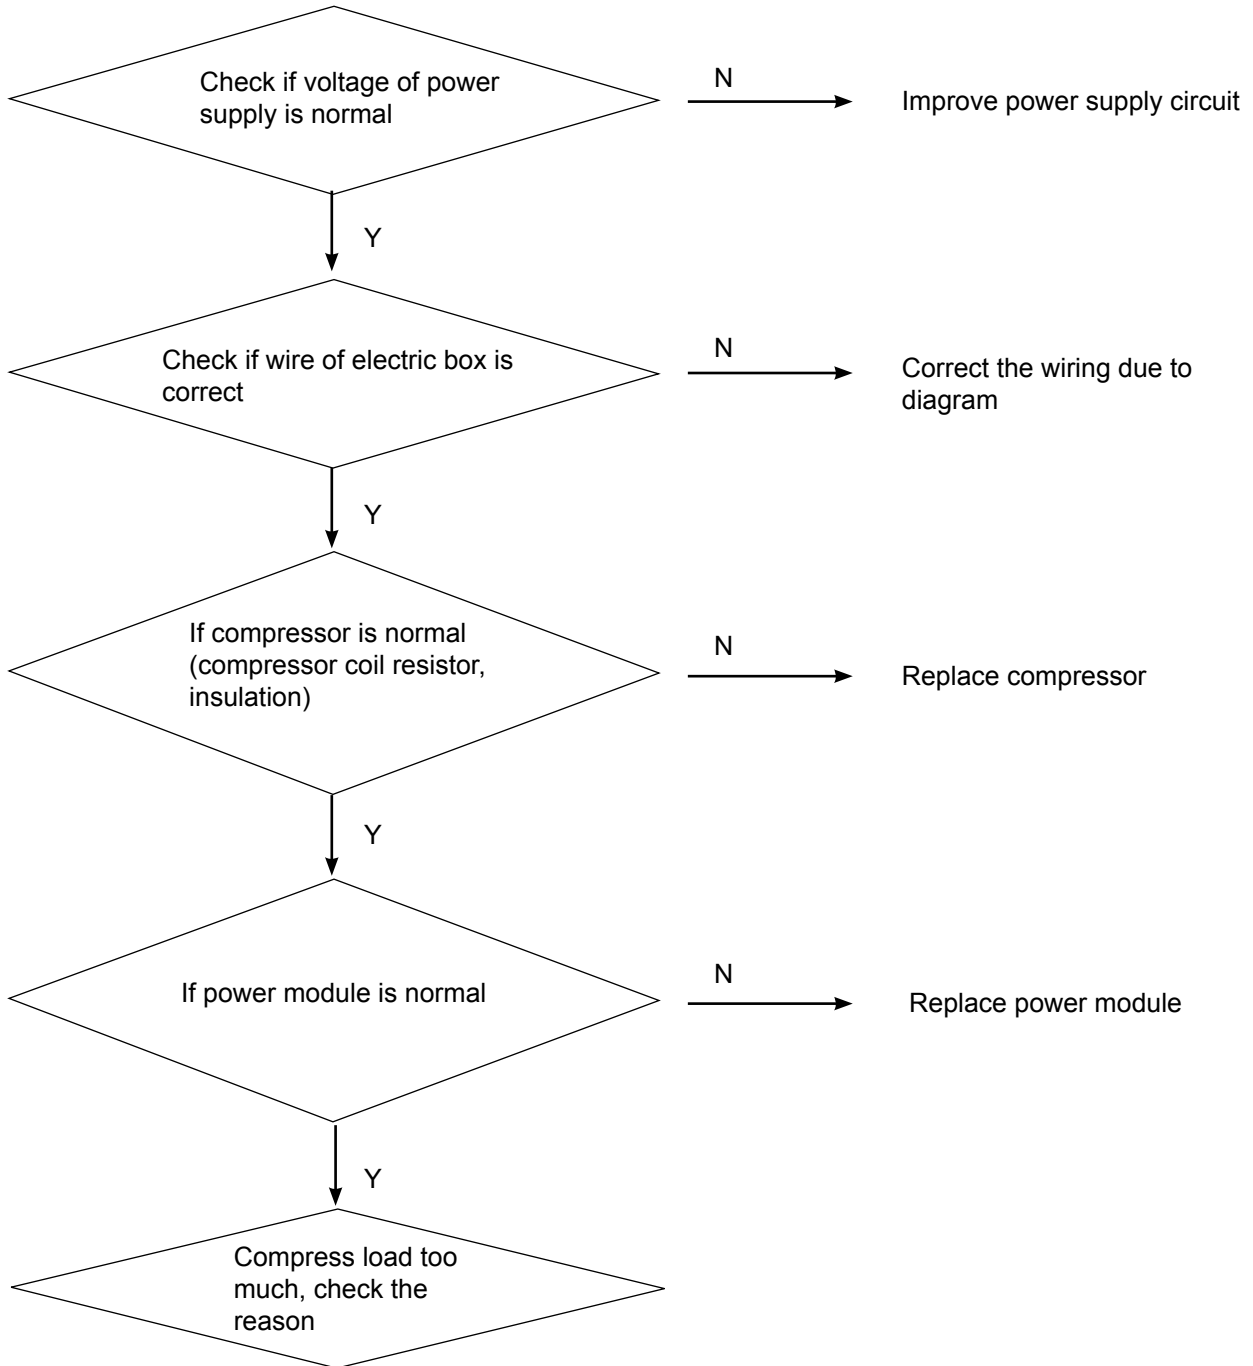 Check if voltage of power
supply is normal
N
Improve power supply circuit
Y
Check if wire of electric box is
correct
N
Correct the wiring due to
diagram
Y
If compressor is normal
(compressor coil resistor,
insulation)
N
Replace compressor
Y
If power module is normal
N
Replace power module
Y
Compress load too
much, check the
reason